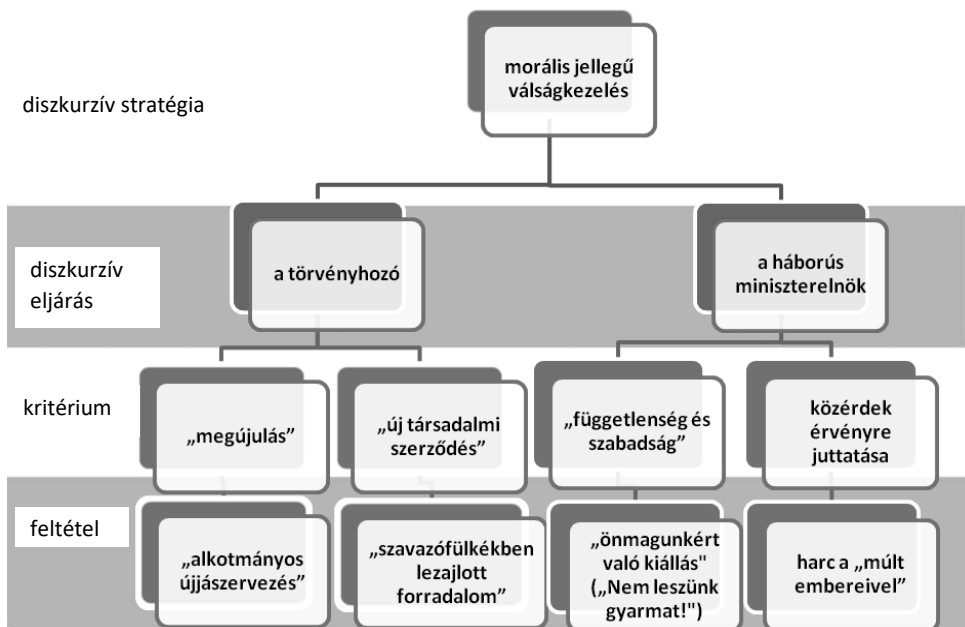 morális jellegű
válságkezelés
diszkurzív stratégia
diszkurzív
eljárás
a törvényhozó
a háborús
miniszterelnök
kritérium
„megújulás”
„új társadalmi
szerződés”
„függetlenség és
szabadság”
közérdek
érvényre
juttatása
feltétel
„alkotmányos
újjászervezés”
„szavazófülkékben
lezajlott
forradalom”
„önmagunkért
való kiállás"
(„Nem leszünk
gyarmat!")
harc a „múlt
embereivel”